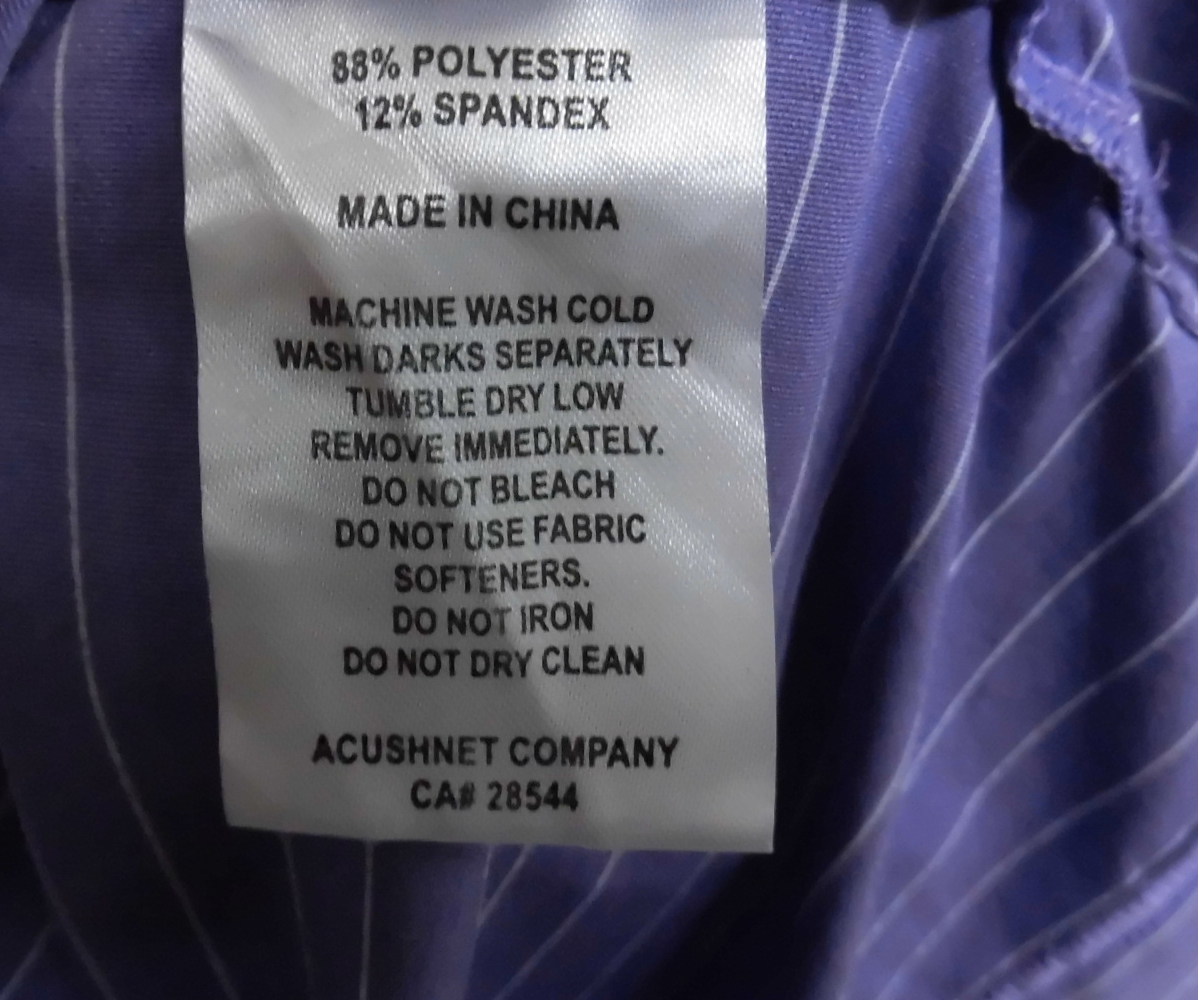 88% POLYESTER
12% SPANDEX
MADE IN CHINA
MACHINE WASH COLD
WASH DARKS SEPARATELY
TUMBLE DRY LOW
REMOVE IMMEDIATELY.
DO NOT BLEACH
DO NOT USE FABRIC
SOFTENERS.
DO NOT IRON
DO NOT DRY CLEAN
ACUSHNET COMPANY
CA# 28544